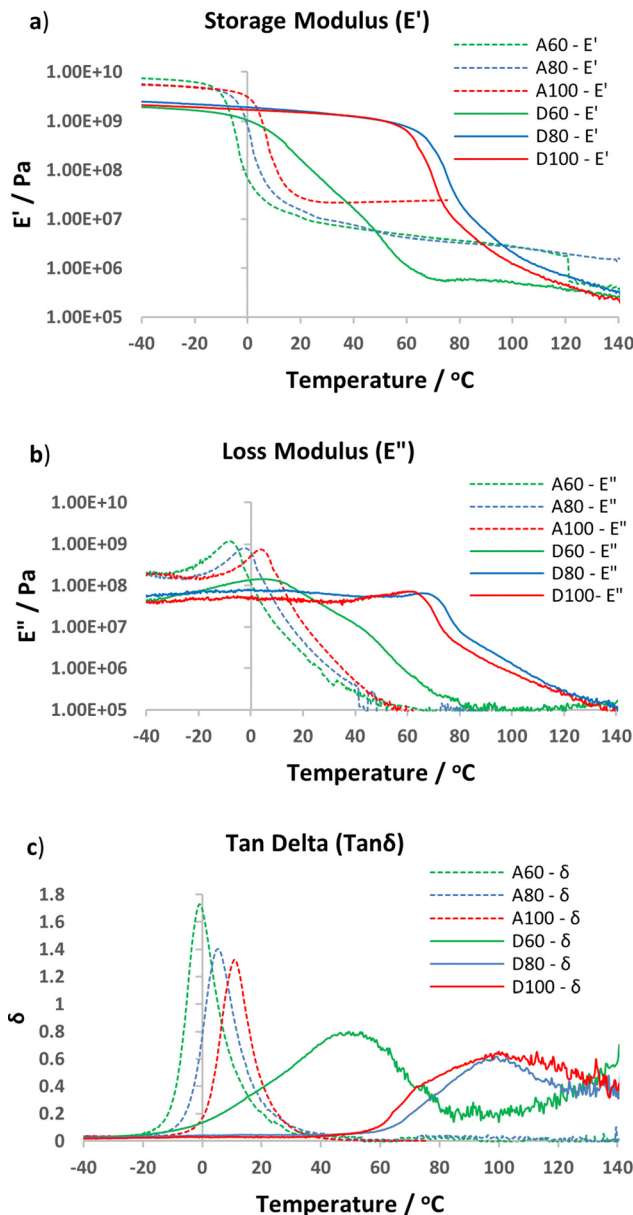 a) Storage Modulus (E')
A60 - E'
A80 - E'
A100 - E'
D60 - E'
D80 - E'
D100 - E'
1.00E+10
1.00E+09
1.00E+08
1.00E+07
1.00E+06
1.00E+05
E' / Pa
-40 -20 0 20 40 60 80 100 120 140
Temperature / ᵒC
b) Loss Modulus (E")
A60 - E"
A80 - E"
A100 - E"
D60 - E"
D80 - E"
D100- E"
1.00E+10
1.00E+09
1.00E+08
1.00E+07
1.00E+06
1.00E+05
E" / Pa
-40 -20 0 20 40 60 80 100 120 140
Temperature / ᵒC
c) Tan Delta (Tanδ)
A60 - δ
A80 - δ
A100 - δ
D60 - δ
D80 - δ
D100 - δ
1.8
1.6
1.4
1.2
1
0.8
0.6
0.4
0.2
0
δ
-40 -20 0 20 40 60 80 100 120 140
Temperature / ᵒC